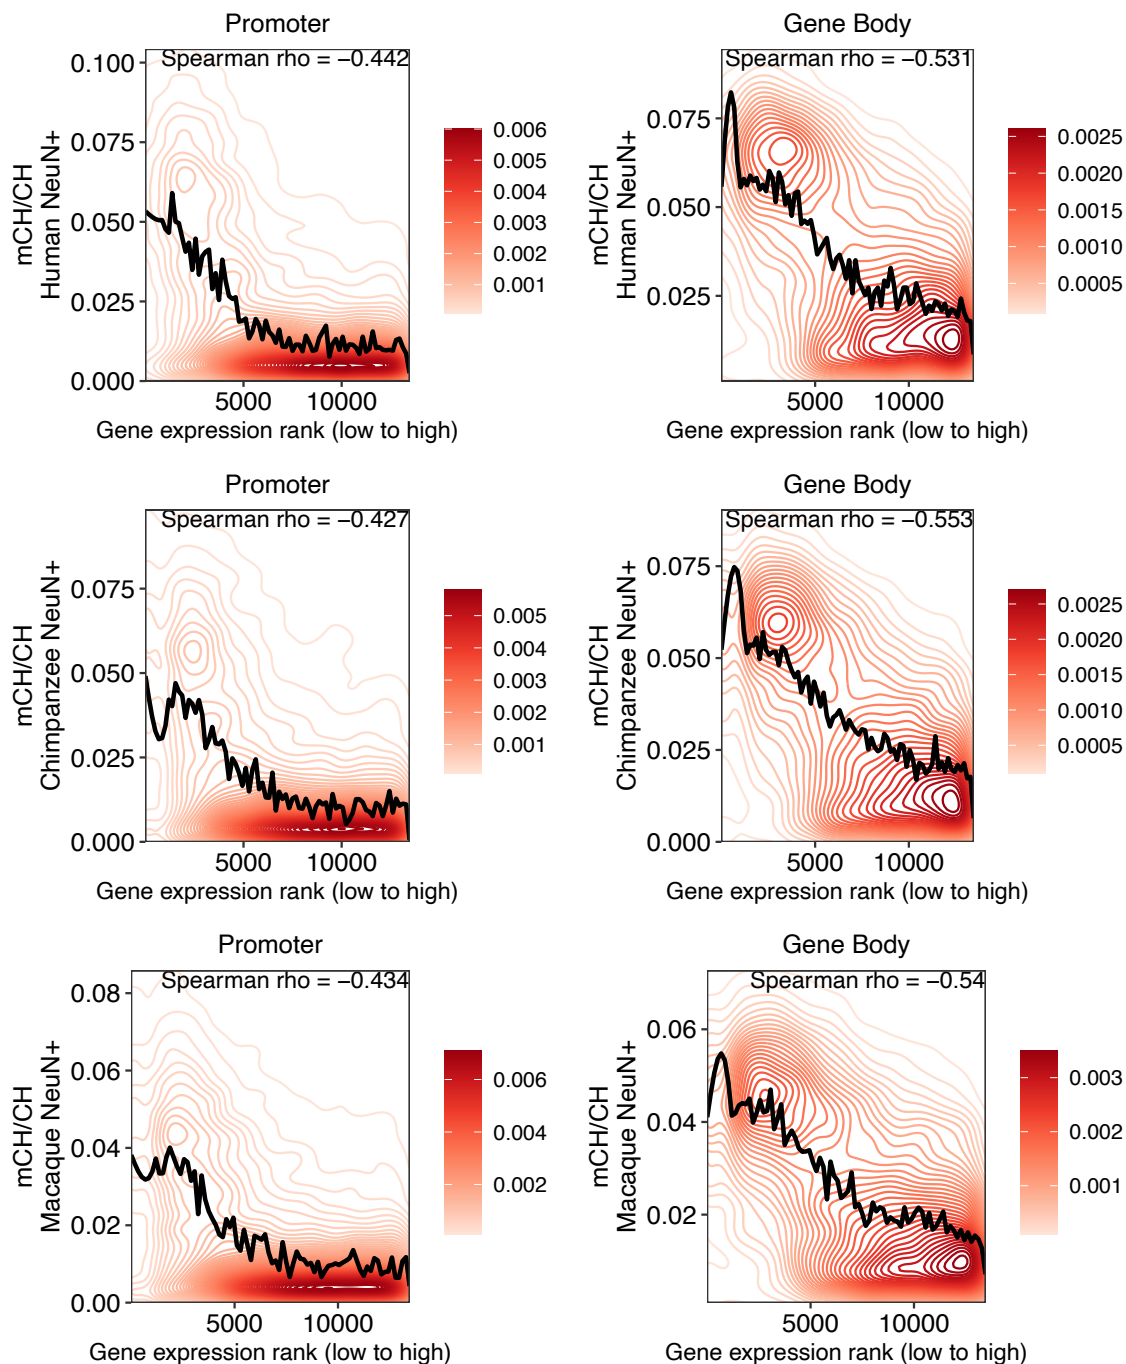 Promoter
Spearman rho = −0.442
0.100
0.075
0.050
0.025
0.000
mCH/CH
Human NeuN+
5000 10000
Gene expression rank (low to high)
0.006
0.005
0.004
0.003
0.002
0.001
Gene Body
Spearman rho = −0.531
0.075
0.050
0.025
mCH/CH
Human NeuN+
5000 10000
Gene expression rank (low to high)
0.0025
0.0020
0.0015
0.0010
0.0005
Promoter
Spearman rho = −0.427
0.075
0.050
0.025
0.000
mCH/CH
Chimpanzee NeuN+
5000 10000
Gene expression rank (low to high)
0.005
0.004
0.003
0.002
0.001
Gene Body
Spearman rho = −0.553
0.075
0.050
0.025
0.000
mCH/CH
Chimpanzee NeuN+
5000 10000
Gene expression rank (low to high)
0.0025
0.0020
0.0015
0.0010
0.0005
Promoter
Spearman rho = −0.434
0.08
0.06
0.04
0.02
0.00
mCH/CH
Macaque NeuN+
5000 10000
Gene expression rank (low to high)
0.006
0.004
0.002
Gene Body
Spearman rho = −0.54
0.06
0.04
0.02
mCH/CH
Macaque NeuN+
5000 10000
Gene expression rank (low to high)
0.003
0.002
0.001